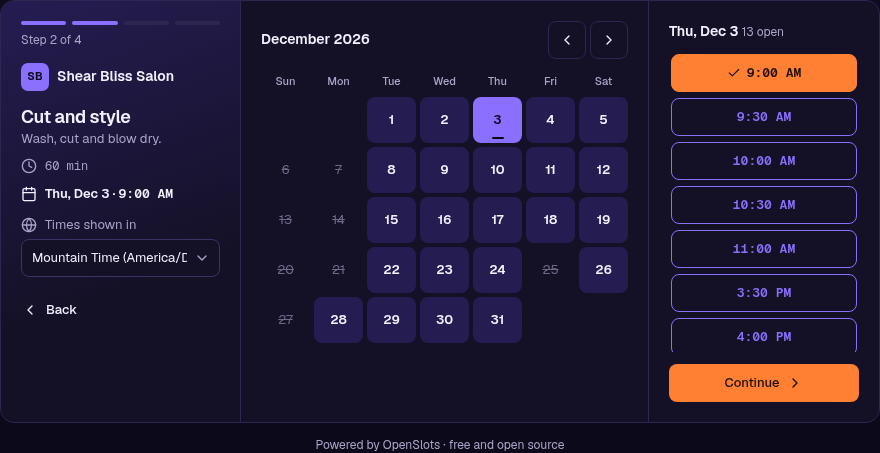 Step 2 of 4
SB Shear Bliss Salon
Cut and style
Wash, cut and blow dry.
60 min
Thu, Dec 3 · 9:00 AM
Times shown in
Mountain Time (America/D
Back
December 2026
Sun Mon Tue Wed Thu Fri Sat
1 2 3 4 5
6 7 8 9 10 11 12
13 14 15 16 17 18 19
20 21 22 23 24 25 26
27 28 29 30 31
Thu, Dec 3 13 open
9:00 AM
9:30 AM
10:00 AM
10:30 AM
11:00 AM
3:30 PM
4:00 PM
Continue
Powered by OpenSlots · free and open source